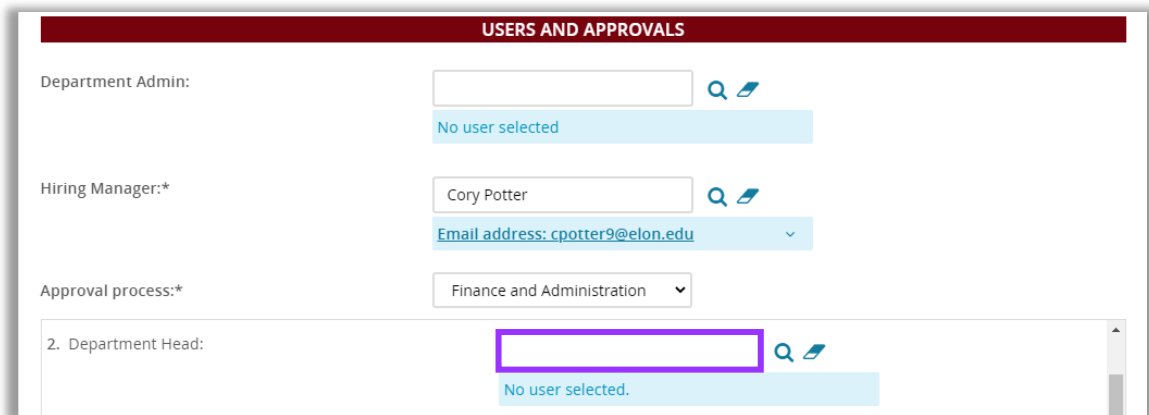 USERS AND APPROVALS
Department Admin:
No user selected
Hiring Manager:*
Cory Potter
Email address: cpotter9@elon.edu
Approval process:*
Finance and Administration
2. Department Head:
No user selected.